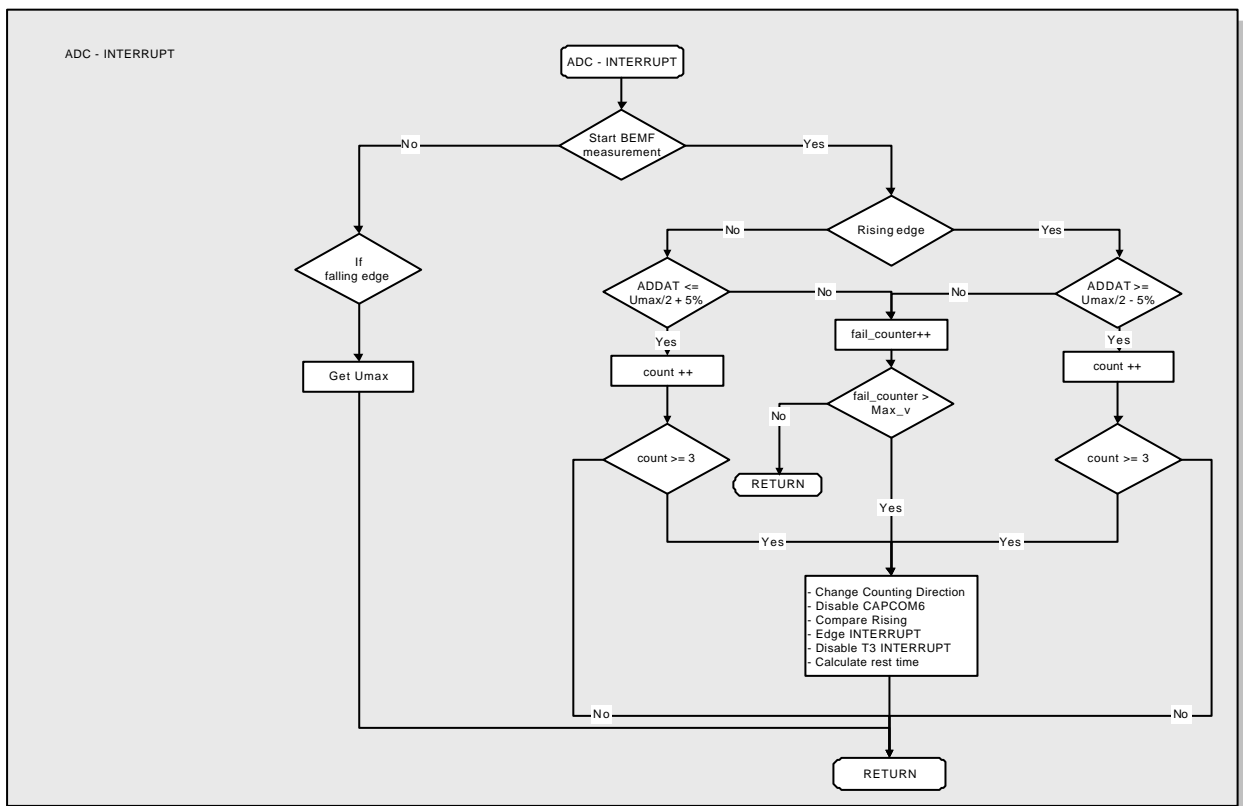 ADC - INTERRUPT
ADC - INTERRUPT
Start BEMF
measurement
No
Yes
Rising edge
No
Yes
If
falling edge
ADDAT <=
Umax/2 + 5%
No
No
ADDAT >=
Umax/2 - 5%
fail_counter++
Yes
Yes
Get Umax
count ++
count ++
fail_counter >
Max_v
No
count >= 3
count >= 3
RETURN
Yes
Yes
Yes
- Change Counting Direction
- Disable CAPCOM6
- Compare Rising
- Edge INTERRUPT
- Disable T3 INTERRUPT
- Calculate rest time
No
No
RETURN